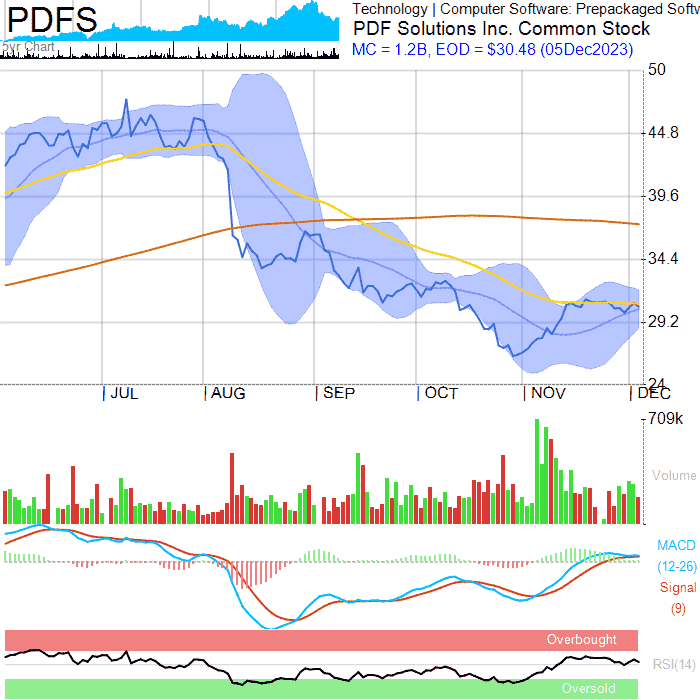 PDFS
5yr Chart
Technology | Computer Software: Prepackaged Softw
PDF Solutions Inc. Common Stock
MC = 1.2B, EOD = $30.48 (05Dec2023)
50
44.8
39.6
34.4
29.2
24
JUL AUG SEP OCT NOV DEC
709k
Volume
MACD
(12-26)
Signal
(9)
Overbought
RSI(14)
Oversold